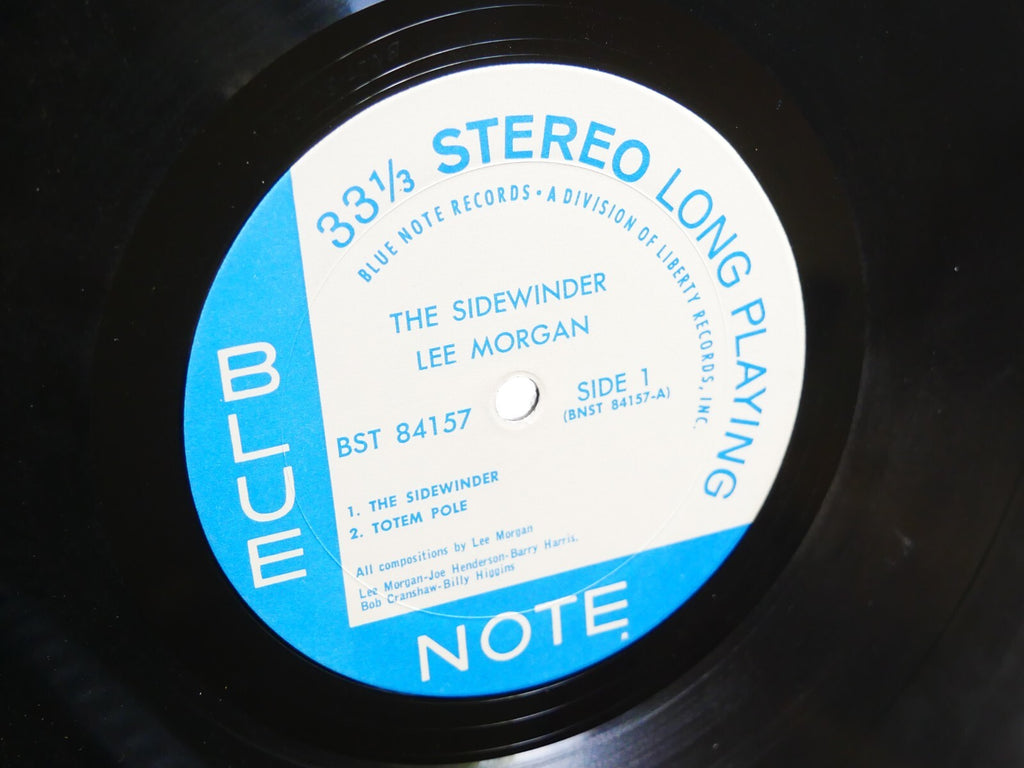 33⅓ STEREO LONG PLAYING
BLUE NOTE RECORDS • A DIVISION OF LIBERTY RECORDS, INC.
THE SIDEWINDER
LEE MORGAN
BST 84157
SIDE 1
(BNST 84157-A)
1. THE SIDEWINDER
2. TOTEM POLE
All compositions by Lee Morgan
Lee Morgan-Joe Henderson-Barry Harris,
Bob Cranshaw-Billy Higgins
BLUE
NOTE